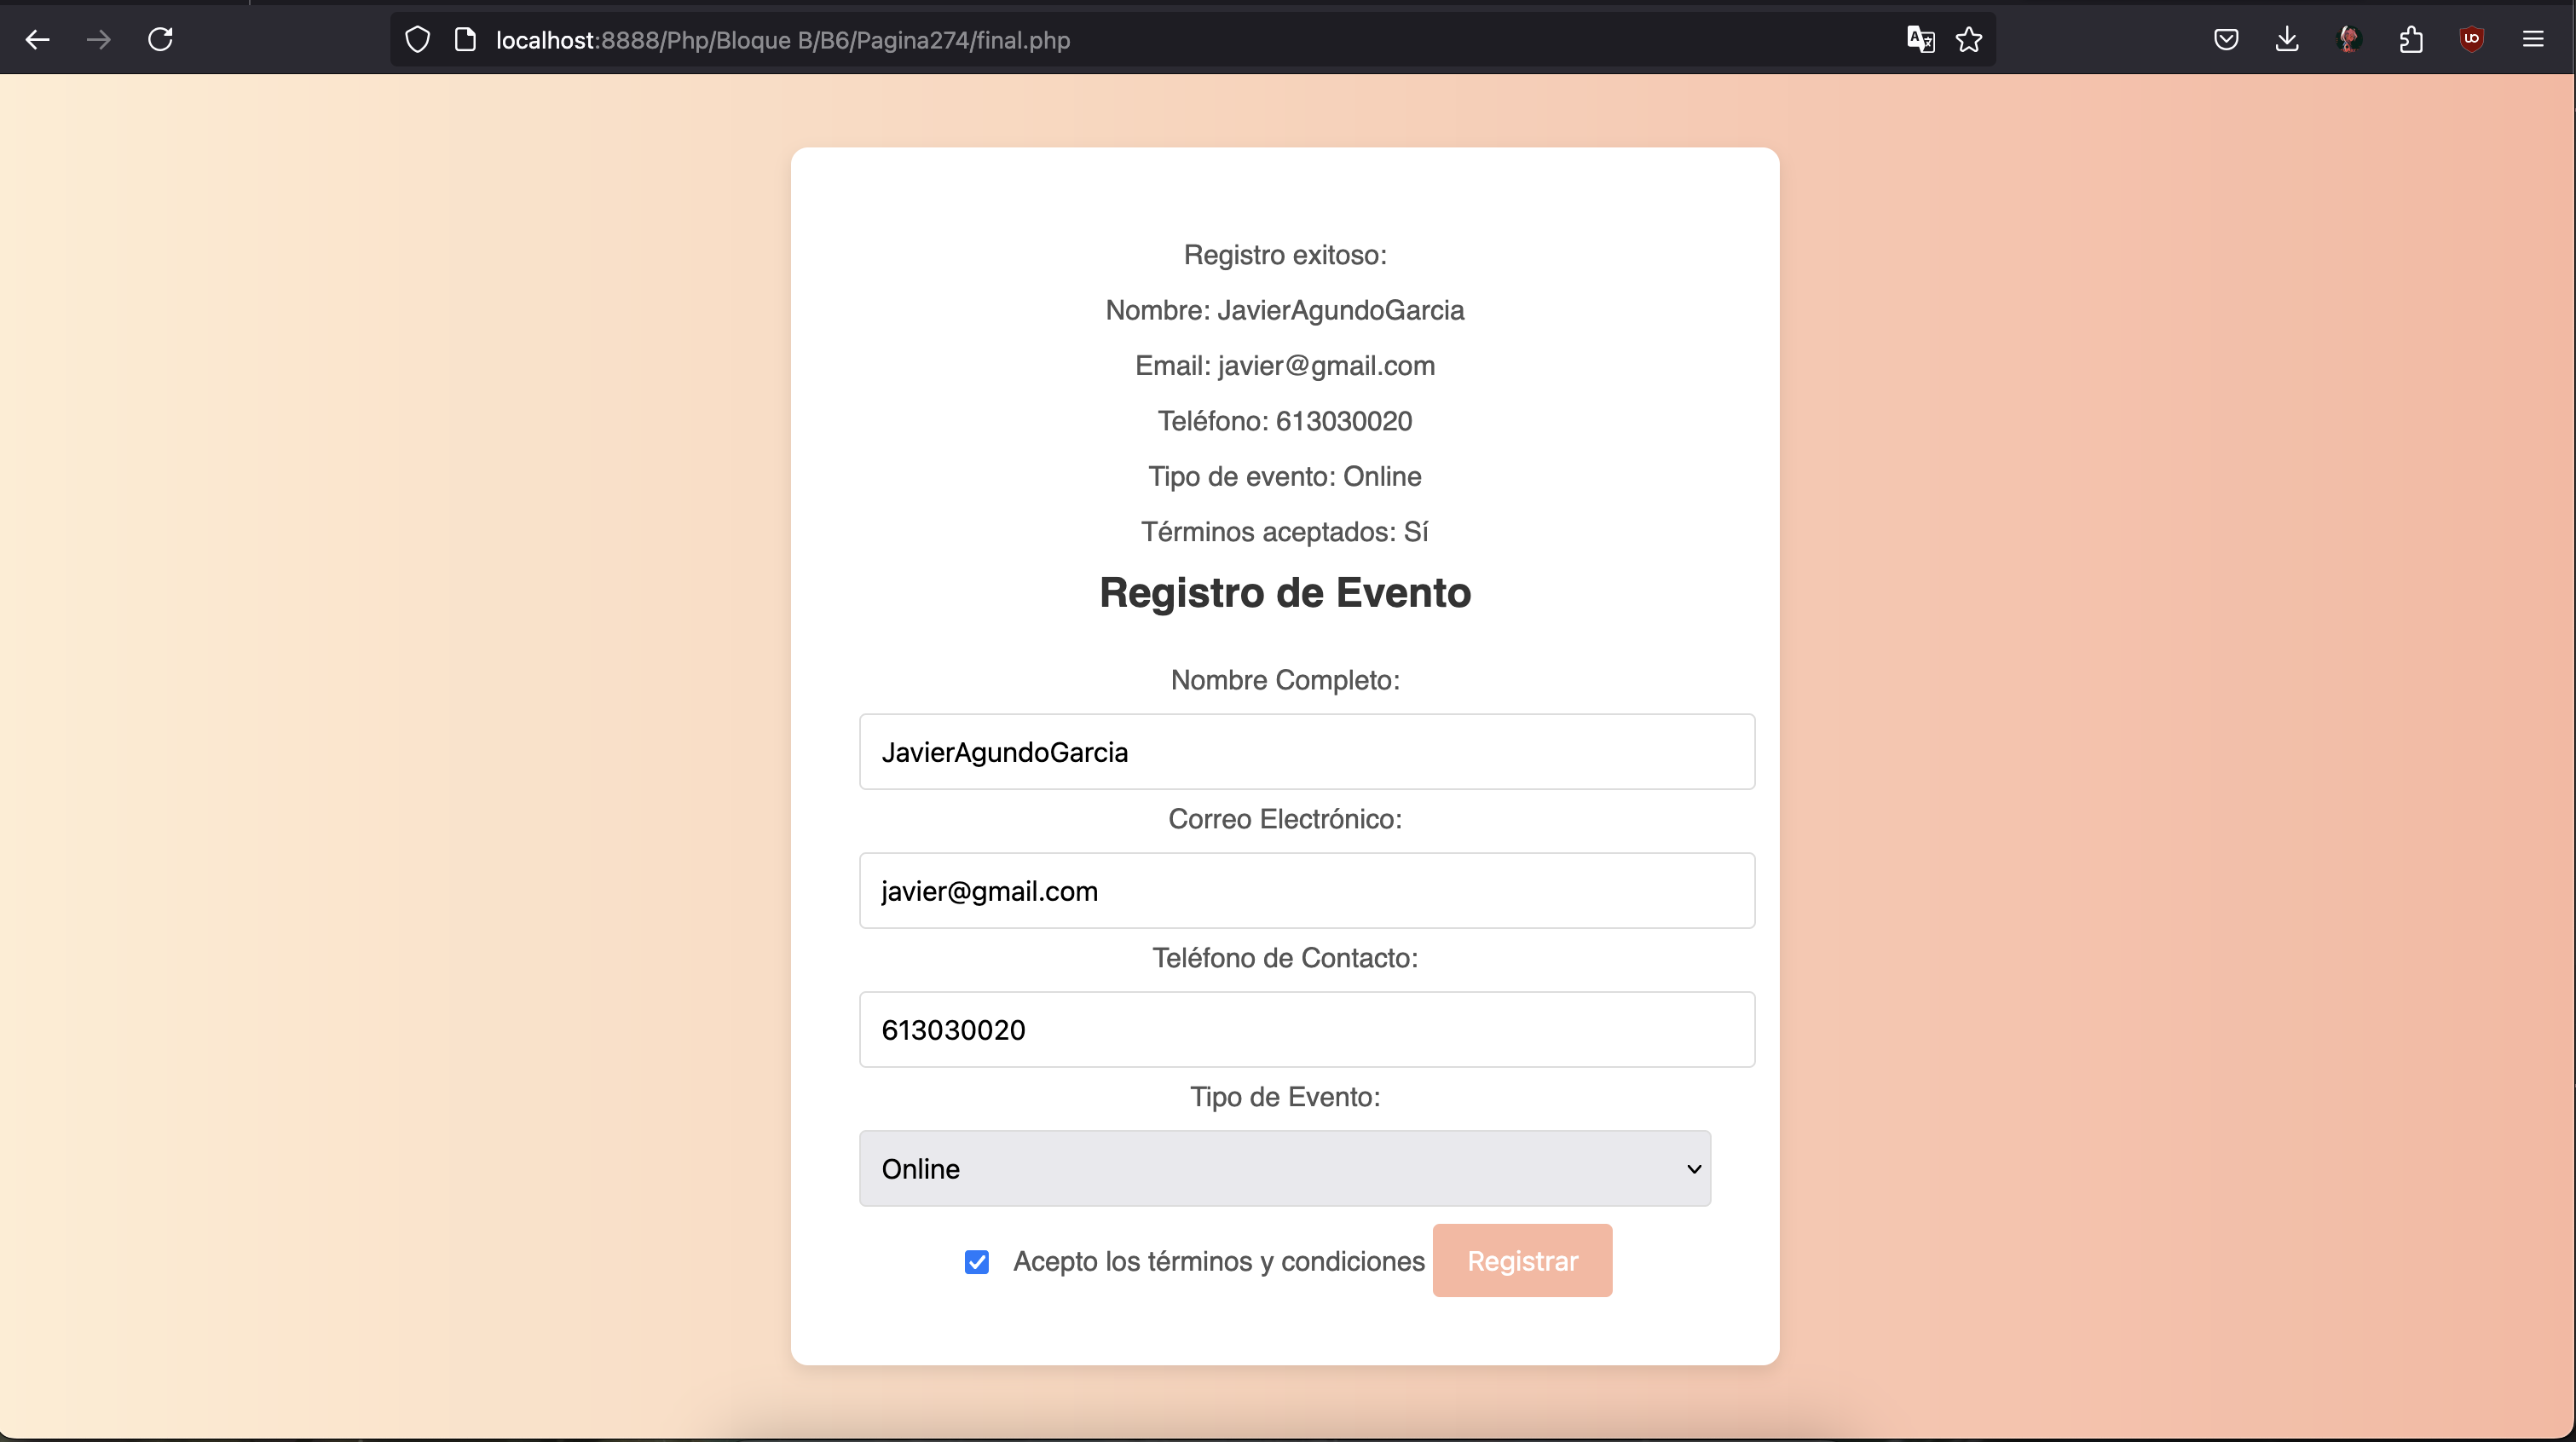 localhost:8888/Php/Bloque B/B6/Pagina274/final.php
Registro exitoso:
Nombre: JavierAgundoGarcia
Email: javier@gmail.com
Teléfono: 613030020
Tipo de evento: Online
Términos aceptados: Sí
Registro de Evento
Nombre Completo:
JavierAgundoGarcia
Correo Electrónico:
javier@gmail.com
Teléfono de Contacto:
613030020
Tipo de Evento:
Online
Acepto los términos y condiciones Registrar